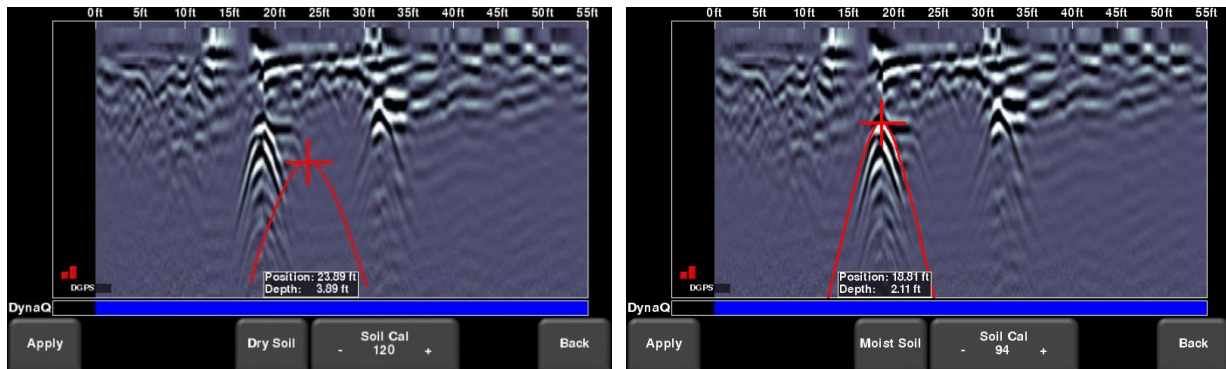 0ft 5ft 10ft 15ft 20ft 25ft 30ft 35ft 40ft 45ft 50ft 55ft
DGPS
Position: 23.89 ft
Depth: 3.89 ft
DynaQ
Apply
Dry Soil
Soil Cal
- 120 +
Back
0ft 5ft 10ft 15ft 20ft 25ft 30ft 35ft 40ft 45ft 50ft 55ft
DGPS
Position: 18.81 ft
Depth: 2.11 ft
DynaQ
Apply
Moist Soil
Soil Cal
- 94 +
Back